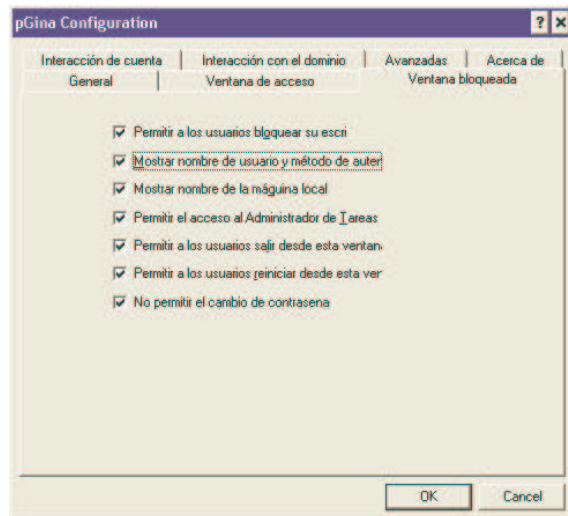 pGina Configuration
Interacción de cuenta Interacción con el dominio Avanzadas Acerca de
General Ventana de acceso Ventana bloqueada
Permitir a los usuarios bloquear su escri
Mostrar nombre de usuario y método de auter
Mostrar nombre de la máguina local
Permitir el acceso al Administrador de Tareas
Permitir a los usuarios salir desde esta ventan
Permitir a los usuarios reiniciar desde esta ver
No permitir el cambio de contrasena
OK Cancel